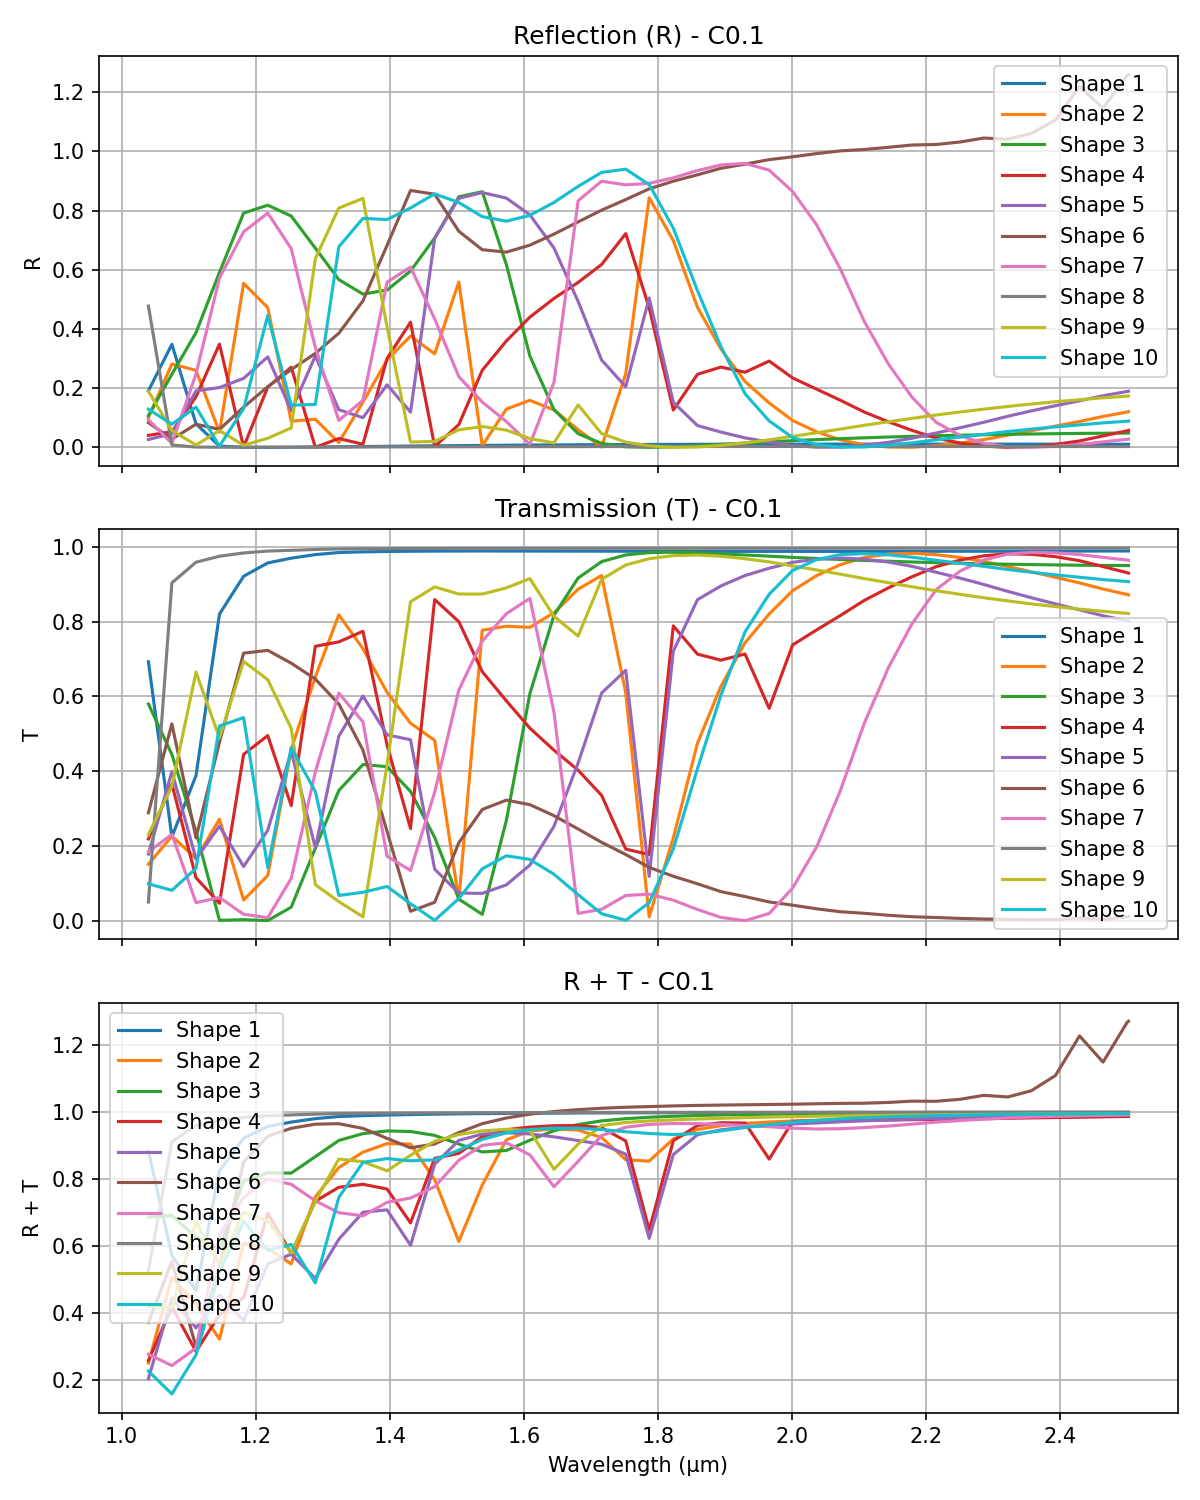 Reflection (R) - C0.1
R
1.2
1.0
0.8
0.6
0.4
0.2
0.0
Shape 1
Shape 2
Shape 3
Shape 4
Shape 5
Shape 6
Shape 7
Shape 8
Shape 9
Shape 10
Transmission (T) - C0.1
T
1.0
0.8
0.6
0.4
0.2
0.0
Shape 1
Shape 2
Shape 3
Shape 4
Shape 5
Shape 6
Shape 7
Shape 8
Shape 9
Shape 10
R + T - C0.1
R + T
1.2
1.0
0.8
0.6
0.4
0.2
Shape 1
Shape 2
Shape 3
Shape 4
Shape 5
Shape 6
Shape 7
Shape 8
Shape 9
Shape 10
1.0 1.2 1.4 1.6 1.8 2.0 2.2 2.4
Wavelength (μm)